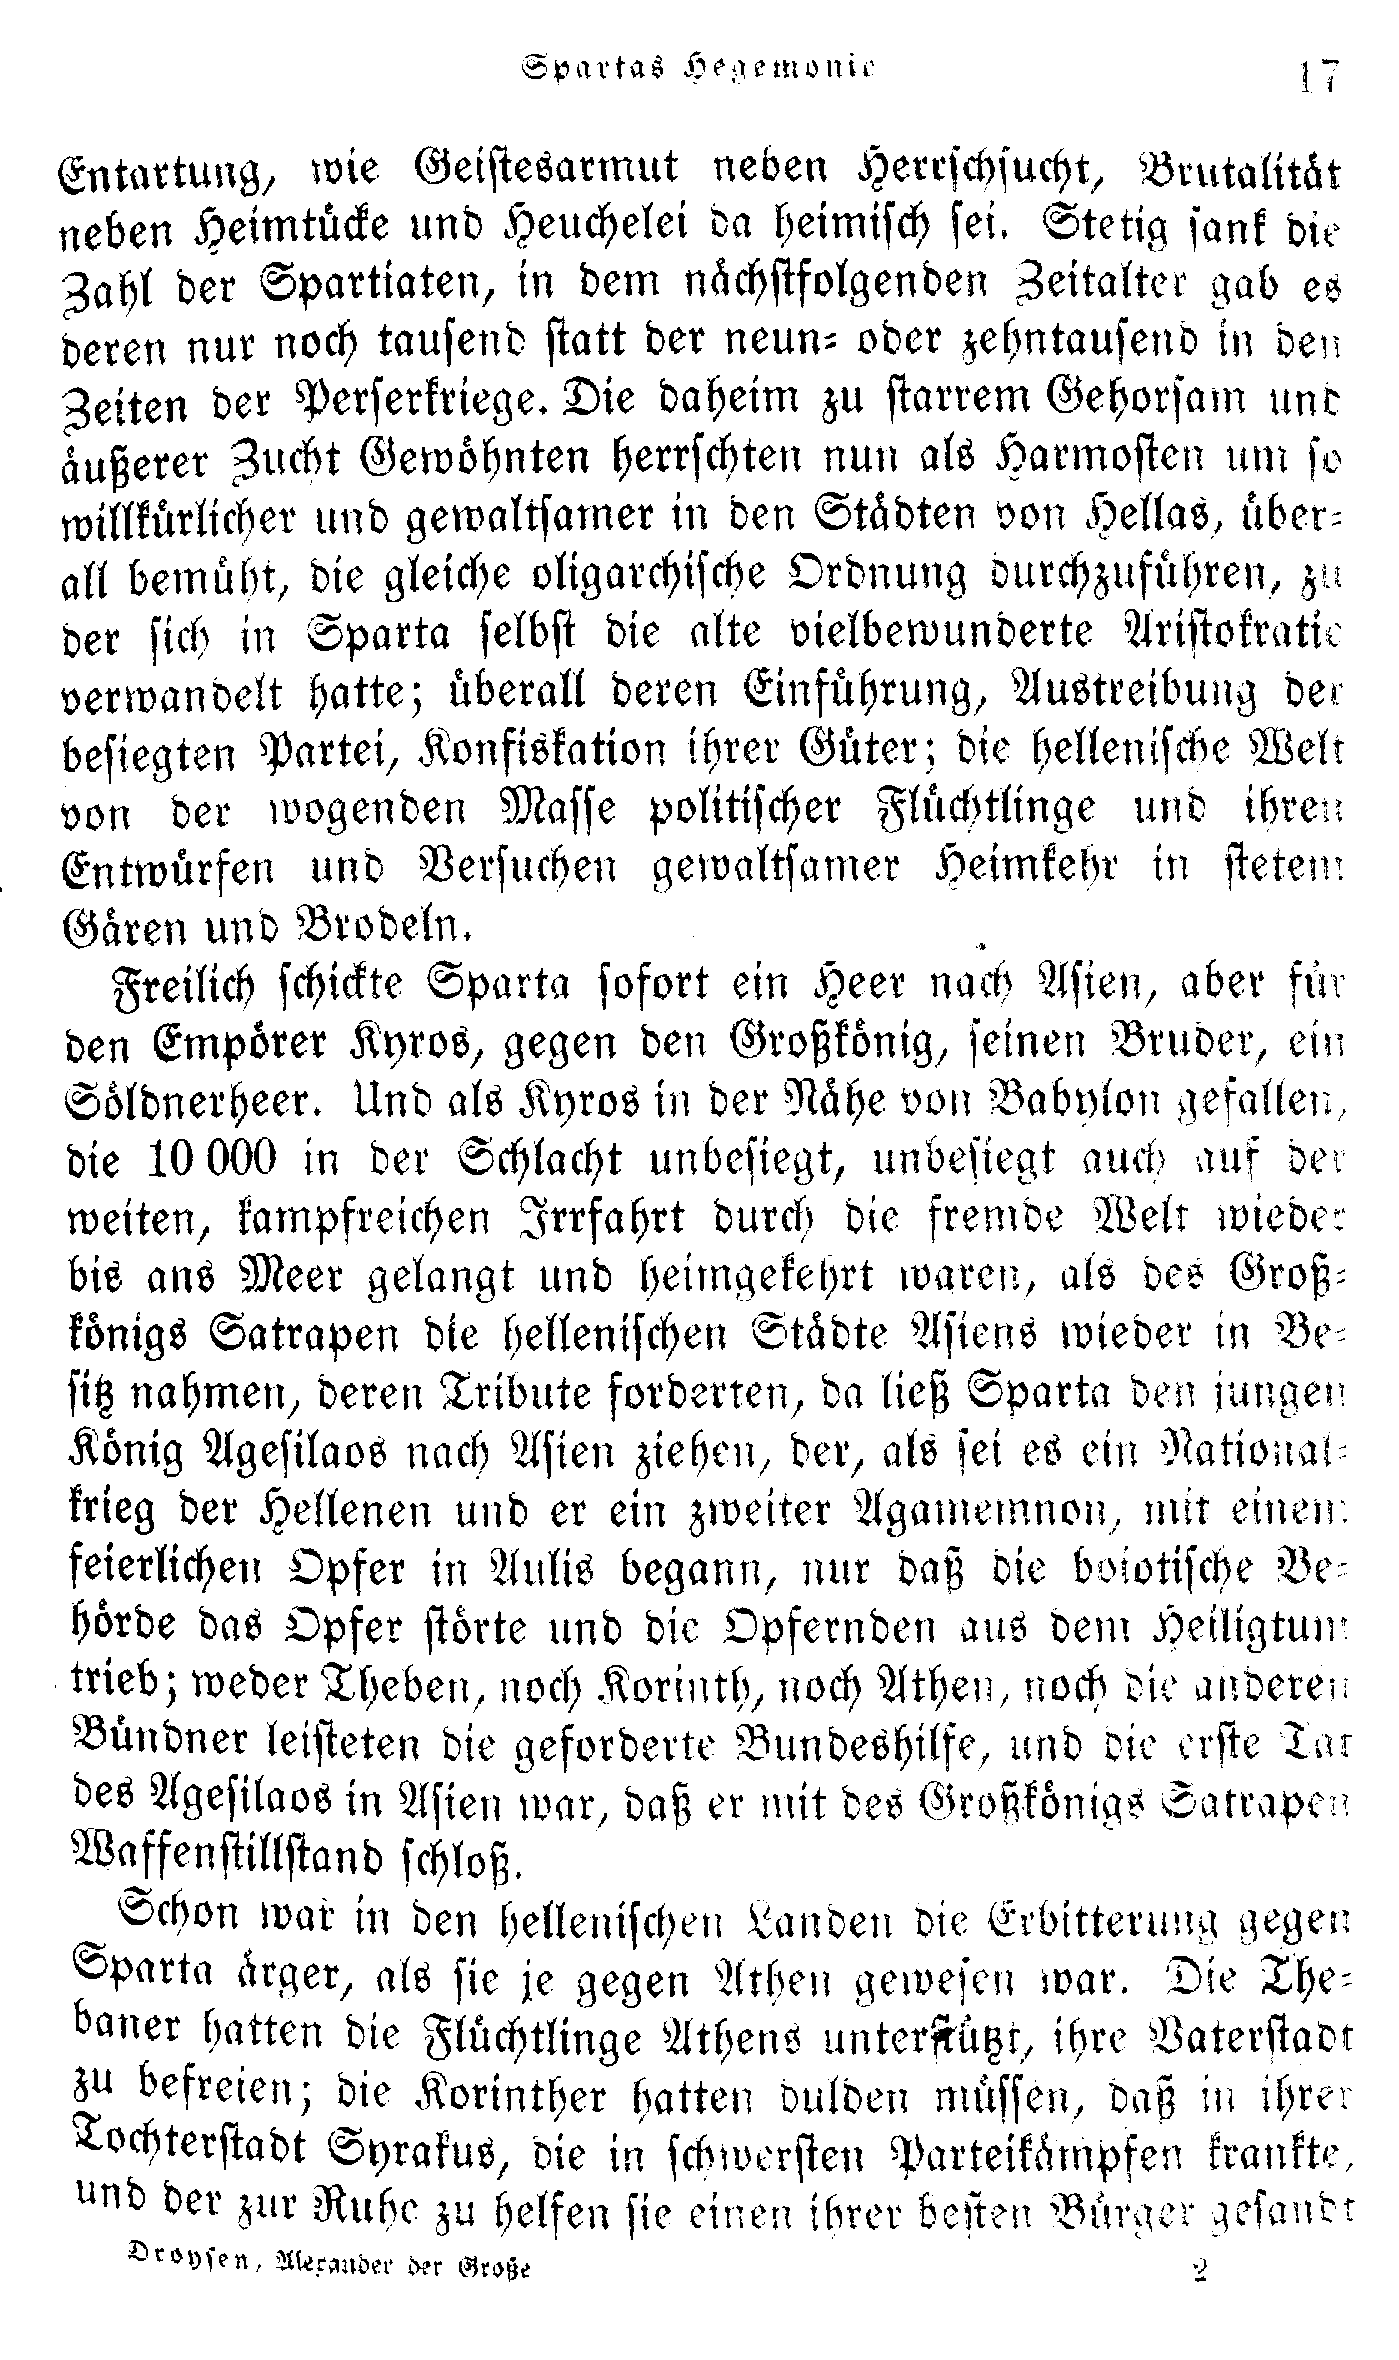 Spartas Hegemonie
17
Entartung, wie Geistesarmut neben Herrschsucht, Brutalität
neben Heimtücke und Heuchelei da heimisch sei. Stetig sank die
Zahl der Spartiaten, in dem nächstfolgenden Zeitalter gab es
deren nur noch tausend statt der neun- oder zehntausend in den
Zeiten der Perserkriege. Die daheim zu starrem Gehorsam und
äußerer Zucht Gewöhnten herrschten nun als Harmosten um so
willkürlicher und gewaltsamer in den Städten von Hellas, über-
all bemüht, die gleiche oligarchische Ordnung durchzuführen, zu
der sich in Sparta selbst die alte vielbewunderte Aristokratie
verwandelt hatte; überall deren Einführung, Austreibung der
besiegten Partei, Konfiskation ihrer Güter; die hellenische Welt
von der wogenden Masse politischer Flüchtlinge und ihren
Entwürfen und Versuchen gewaltsamer Heimkehr in stetem
Gären und Brodeln.
Freilich schickte Sparta sofort ein Heer nach Asien, aber für
den Empörer Kyros, gegen den Großkönig, seinen Bruder, ein
Söldnerheer. Und als Kyros in der Nähe von Babylon gefallen,
die 10 000 in der Schlacht unbesiegt, unbesiegt auch auf der
weiten, kampfreichen Irrfahrt durch die fremde Welt wieder
bis ans Meer gelangt und heimgekehrt waren, als des Groß-
königs Satrapen die hellenischen Städte Asiens wieder in Be-
sitz nahmen, deren Tribute forderten, da ließ Sparta den jungen
König Agesilaos nach Asien ziehen, der, als sei es ein National-
krieg der Hellenen und er ein zweiter Agamemnon, mit einem
feierlichen Opfer in Aulis begann, nur daß die boiotische Be-
hörde das Opfer störte und die Opfernden aus dem Heiligtum
trieb; weder Theben, noch Korinth, noch Athen, noch die anderen
Bündner leisteten die geforderte Bundeshilfe, und die erste Tat
des Agesilaos in Asien war, daß er mit des Großkönigs Satrapen
Waffenstillstand schloß.
Schon war in den hellenischen Landen die Erbitterung gegen
Sparta ärger, als sie je gegen Athen gewesen war. Die The-
baner hatten die Flüchtlinge Athens unterstützt, ihre Vaterstadt
zu befreien; die Korinther hatten dulden müssen, daß in ihrer
Tochterstadt Syrakus, die in schwersten Parteikämpfen krankte,
und der zur Ruhe zu helfen sie einen ihrer besten Bürger gesandt
Droysen, Alexander der Große
2